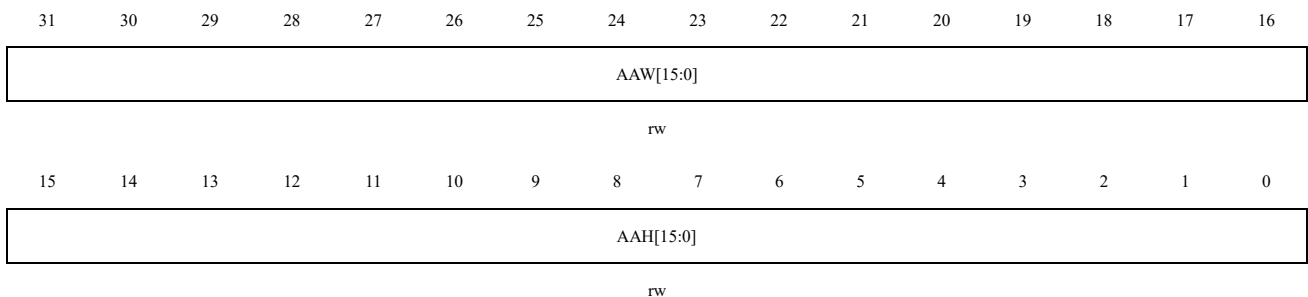 31 30 29 28 27 26 25 24 23 22 21 20 19 18 17 16
AAW[15:0]
rw
15 14 13 12 11 10 9 8 7 6 5 4 3 2 1 0
AAH[15:0]
rw